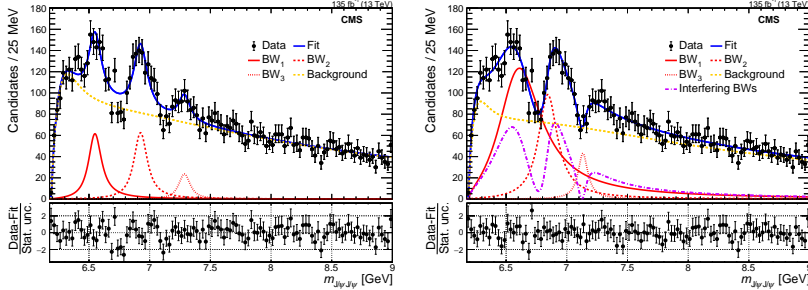 135 fb⁻¹ (13 TeV)
CMS
Candidates / 25 MeV
180
160
140
120
100
80
60
40
20
0
Data
Fit
BW₁
BW₂
BW₃
Background
Data-Fit
Stat. unc.
2
0
−2
6.5
7
7.5
8
8.5
9
m_J/ψJ/ψ [GeV]
135 fb⁻¹ (13 TeV)
CMS
Candidates / 25 MeV
180
160
140
120
100
80
60
40
20
0
Data
Fit
BW₁
BW₂
BW₃
Background
Interfering BWs
Data-Fit
Stat. unc.
2
0
−2
6.5
7
7.5
8
8.5
9
m_J/ψJ/ψ [GeV]